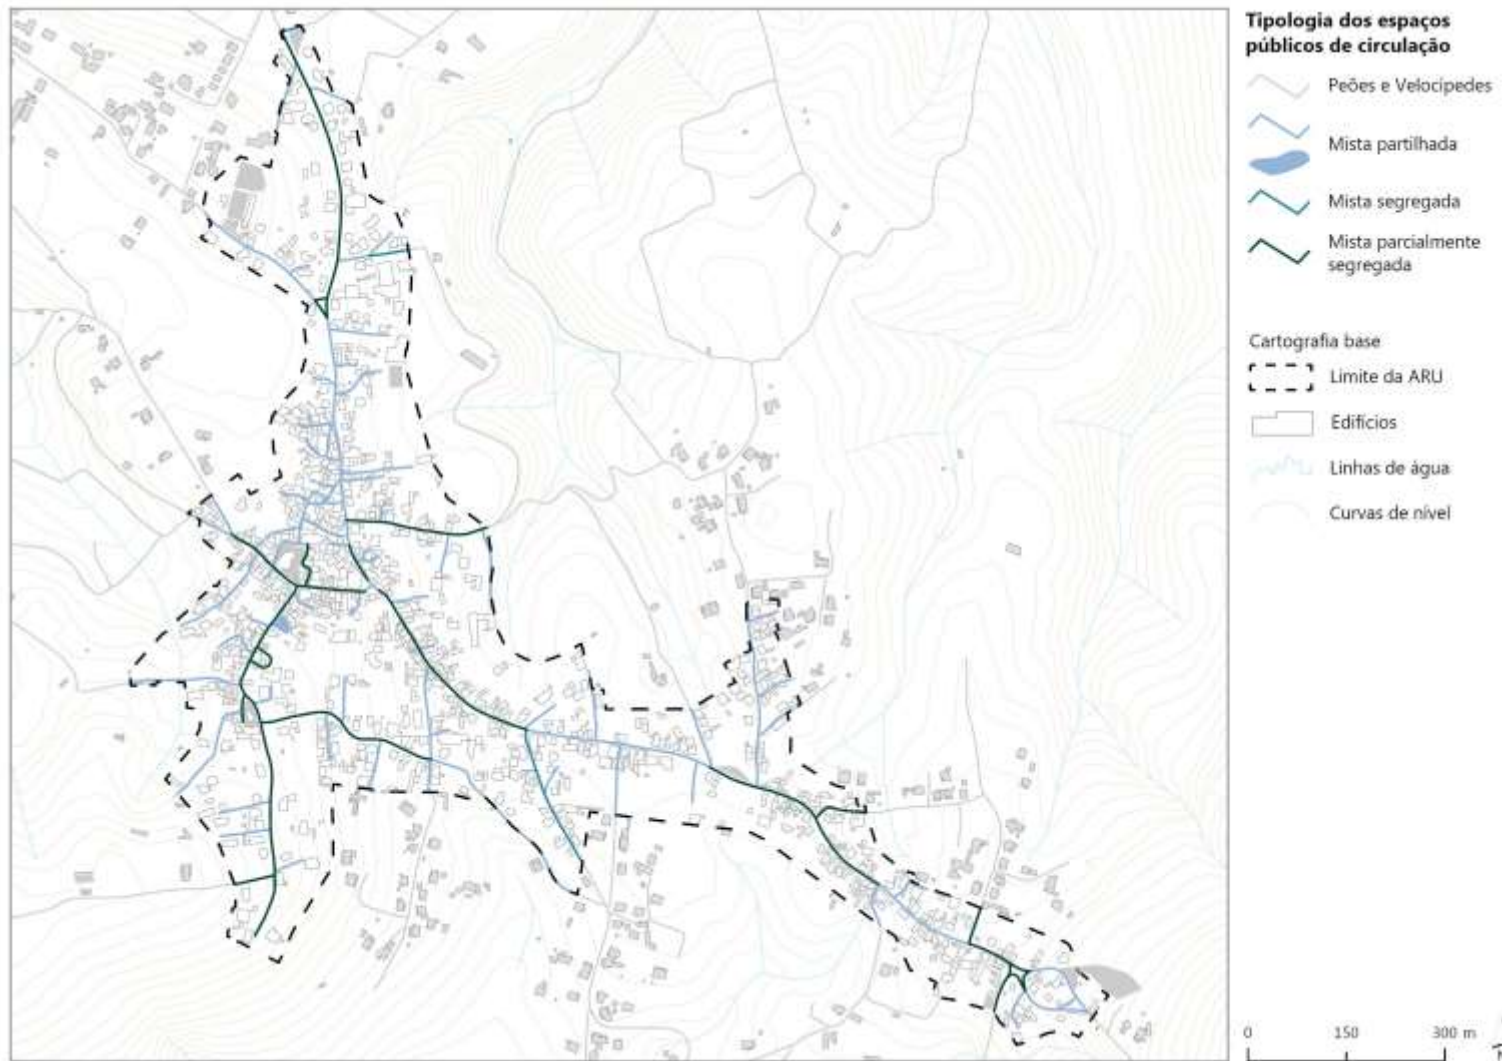 Tipologia dos espaços
públicos de circulação
Peões e Velocípedes
Mista partilhada
Mista segregada
Mista parcialmente
segregada
Cartografia base
Limite da ARU
Edifícios
Linhas de água
Curvas de nível
0 150 300 m